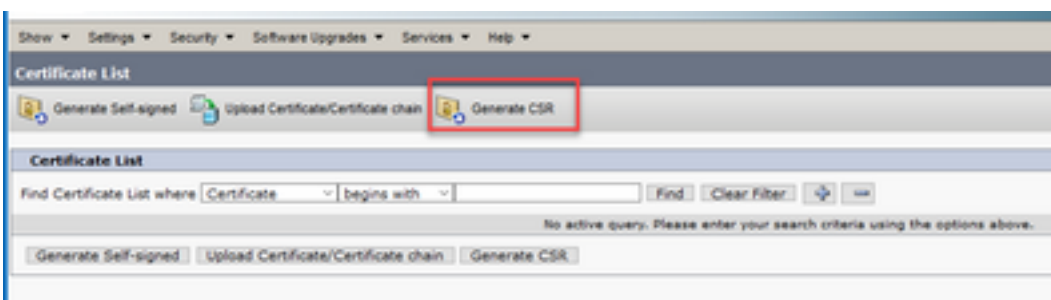 Show Settings Security Software Upgrades Services Help
Certificate List
Generate Self-signed Upload Certificate/Certificate chain Generate CSR
Certificate List
Find Certificate List where Certificate begins with Find Clear Filter
No active query. Please enter your search criteria using the options above.
Generate Self-signed Upload Certificate/Certificate chain Generate CSR